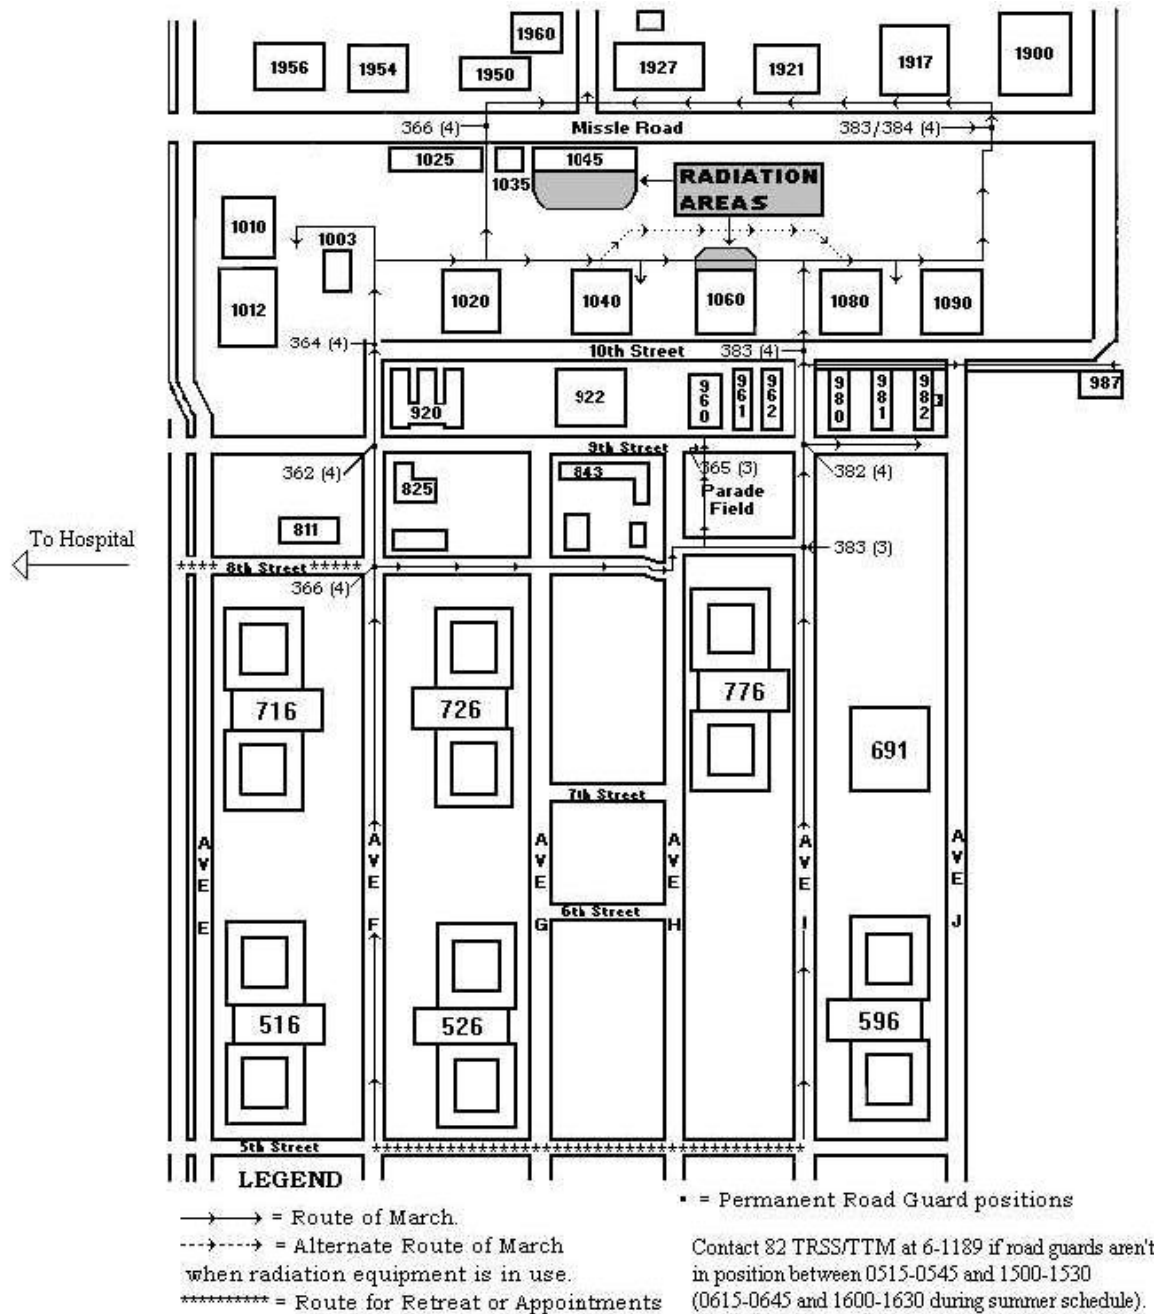 1960
1956
1954
1950
1927
1921
1917
1900
366 (4)
Missle Road
383/384 (4)
1025
1035
1045
RADIATION
AREAS
1010
1003
1012
1020
1040
1060
1080
1090
364 (4)
10th Street
383 (4)
920
922
960
961
962
980
981
982
987
9th Street
362 (4)
825
843
365 (3)
382 (4)
Parade
Field
811
To Hospital
383 (3)
**** 8th Street *****
366 (4)
716
726
776
691
7th Street
AVE E
AVE F
AVE G
AVE H
AVE I
AVE J
6th Street
516
526
596
5th Street
LEGEND
▪ = Permanent Road Guard positions
= Route of March.
= Alternate Route of March
when radiation equipment is in use.
********** = Route for Retreat or Appointments
Contact 82 TRSS/TTM at 6-1189 if road guards aren't
in position between 0515-0545 and 1500-1530
(0615-0645 and 1600-1630 during summer schedule).